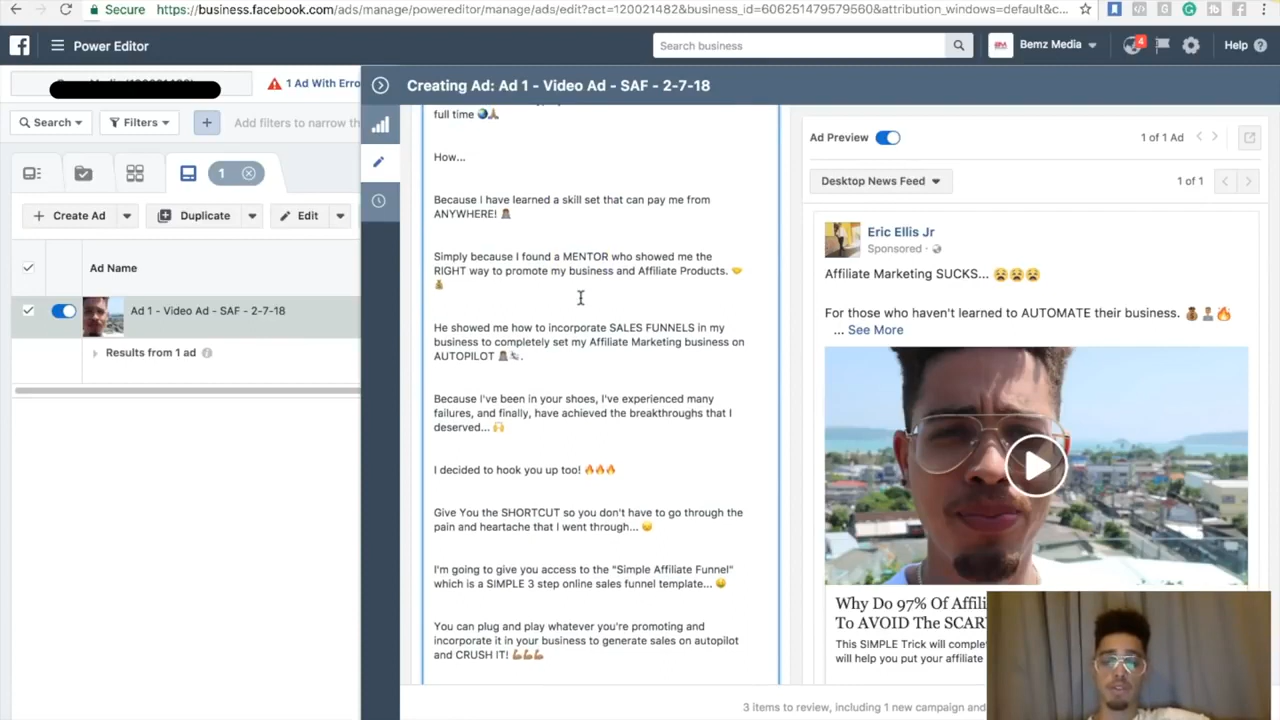 Secure
https://business.facebook.com/ads/manage/powereditor/manage/ads/edit?act=120021482&business_id=606251479579560&attribution_windows=default&c...
Power Editor
Search business
Bemz Media
4
Help
1 Ad With Erro
Creating Ad: Ad 1 - Video Ad - SAF - 2-7-18
Search
Filters
Add filters to narrow th
1
Create Ad
Duplicate
Edit
Ad Name
Ad 1 - Video Ad - SAF - 2-7-18
Results from 1 ad
full time 🌍🙏🏽
How...
Because I have learned a skill set that can pay me from
ANYWHERE!
Simply because I found a MENTOR who showed me the
RIGHT way to promote my business and Affiliate Products. 🤝
💰
He showed me how to incorporate SALES FUNNELS in my
business to completely set my Affiliate Marketing business on
AUTOPILOT
.
Because I've been in your shoes, I've experienced many
failures, and finally, have achieved the breakthroughs that I
deserved... 🙌
I decided to hook you up too! 🔥🔥🔥
Give You the SHORTCUT so you don't have to go through the
pain and heartache that I went through...
I'm going to give you access to the "Simple Affiliate Funnel"
which is a SIMPLE 3 step online sales funnel template...
You can plug and play whatever you're promoting and
incorporate it in your business to generate sales on autopilot
and CRUSH IT! 💪🏽💪🏽💪🏽
Ad Preview
1 of 1 Ad
Desktop News Feed
1 of 1
Eric Ellis Jr
Sponsored ·
Affiliate Marketing SUCKS... 😫😫😫
For those who haven't learned to AUTOMATE their business. 💰
🔥
... See More
Why Do 97% Of Affili
To AVOID The SCAR
This SIMPLE Trick will comple
will help you put your affiliate
3 items to review, including 1 new campaign and